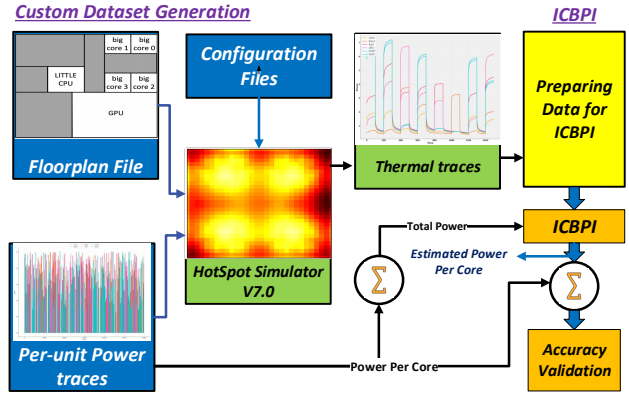 Custom Dataset Generation
ICBPI
big
core 1
big
core 0
LITTLE
CPU
big
core 3
big
core 2
GPU
Floorplan File
Configuration
Files
Thermal traces
Preparing
Data for
ICBPI
HotSpot Simulator
V7.0
Total Power
ICBPI
Estimated Power
Per Core
Σ
Σ
Per-unit Power
traces
Power Per Core
Accuracy
Validation